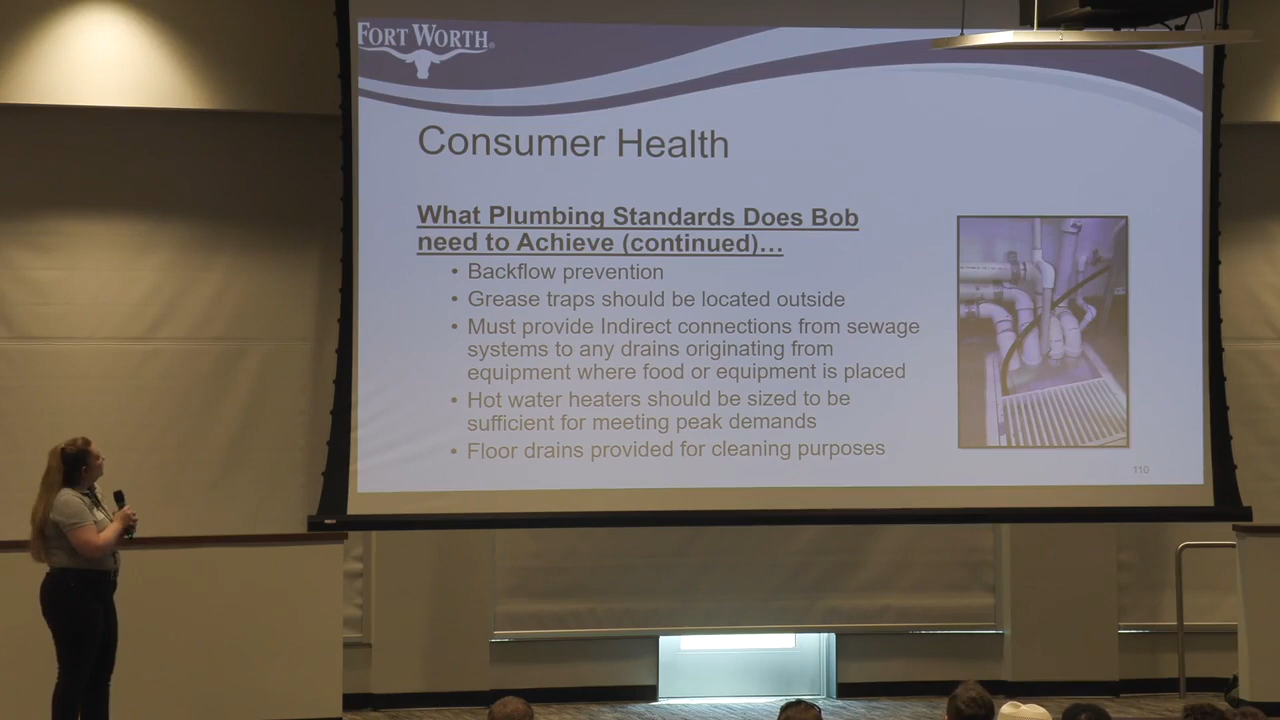 FORT WORTH®
Consumer Health
What Plumbing Standards Does Bob
need to Achieve (continued)…
• Backflow prevention
• Grease traps should be located outside
• Must provide Indirect connections from sewage
systems to any drains originating from
equipment where food or equipment is placed
• Hot water heaters should be sized to be
sufficient for meeting peak demands
• Floor drains provided for cleaning purposes
110